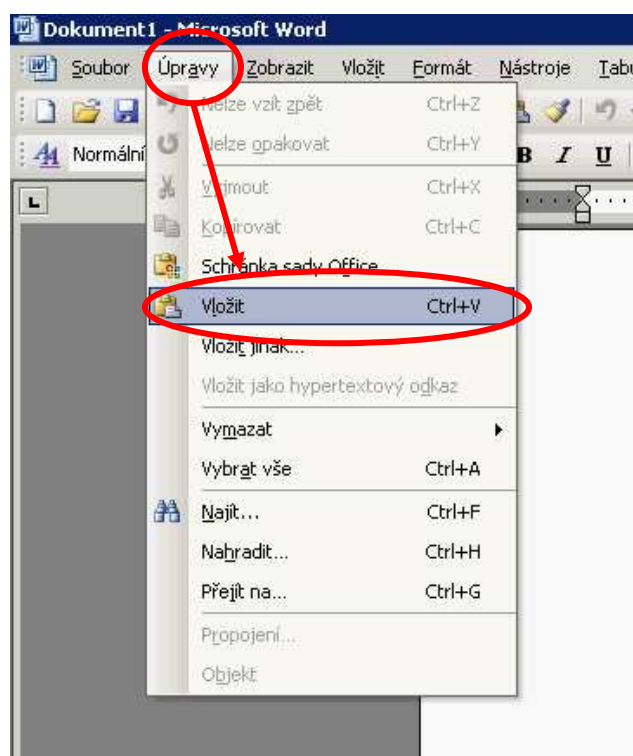 Dokument1 - Microsoft Word
Soubor Úpravy Zobrazit Vložit Formát Nástroje Tabu
Nelze vzít zpět Ctrl+Z
Normální
Nelze opakovat Ctrl+Y
B I U
Vyjmout Ctrl+X
L
Kopírovat Ctrl+C
Schránka sady Office...
Vložit Ctrl+V
Vložit jinak...
Vložit jako hypertextový odkaz
Vymazat
Vybrat vše Ctrl+A
Najít... Ctrl+F
Nahradit... Ctrl+H
Přejít na... Ctrl+G
Propojení...
Objekt